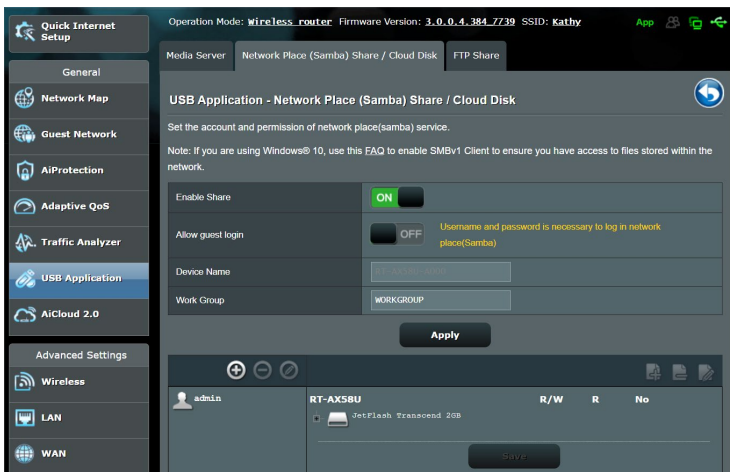 Quick Internet
Setup
Operation Mode: Wireless router Firmware Version: 3.0.0.4.384_7739 SSID: Kathy
App
Media Server
Network Place (Samba) Share / Cloud Disk
FTP Share
General
Network Map
Guest Network
AiProtection
Adaptive QoS
Traffic Analyzer
USB Application
AiCloud 2.0
Advanced Settings
Wireless
LAN
WAN
USB Application - Network Place (Samba) Share / Cloud Disk
Set the account and permission of network place(samba) service.
Note: If you are using Windows® 10, use this FAQ to enable SMBv1 Client to ensure you have access to files stored within the
network.
Enable Share
ON
Allow guest login
OFF
Username and password is necessary to log in network
place(Samba)
Device Name
Work Group
WORKGROUP
Apply
admin
RT-AX58U
R/W
R
No
JetFlash Transcend 2GB
Save